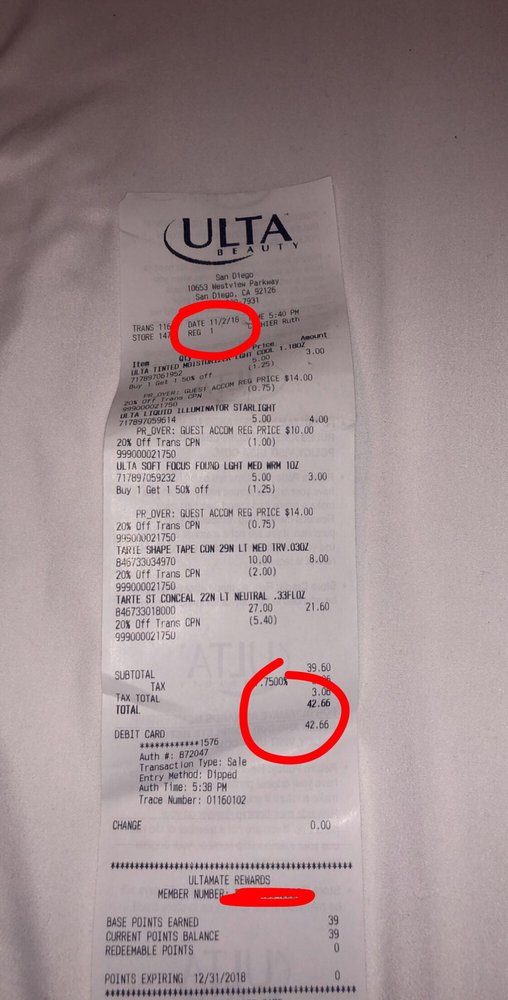 ULTA
BEAUTY
San Diego
10653 Westview Parkway
San Diego, CA 92126
7931
TRANS 116 DATE 11/2/18 5:40 PM
STORE 147 REG 1 Ruth
Item Price Amount
ULTA TINTED MOISTURIZER LIGHT COOL 1.18OZ
717897061952 5.00 3.00
Buy 1 Get 1 50% off (1.25)
PR_OVER: GUEST ACCOM REG PRICE $14.00
20% Off Trans CPN (0.75)
999000021750
ULTA LIQUID ILLUMINATOR STARLIGHT
717897059614 5.00 4.00
PR_OVER: GUEST ACCOM REG PRICE $10.00
20% Off Trans CPN (1.00)
999000021750
ULTA SOFT FOCUS FOUND LGHT MED WRM 1OZ
717897059232 5.00 3.00
Buy 1 Get 1 50% off (1.25)
PR_OVER: GUEST ACCOM REG PRICE $14.00
20% Off Trans CPN (0.75)
999000021750
TARTE SHAPE TAPE CON 29N LT MED TRV.03OZ
846733034970 10.00 8.00
20% Off Trans CPN (2.00)
999000021750
TARTE ST CONCEAL 22N LT NEUTRAL .33FLOZ
846733018000 27.00 21.60
20% Off Trans CPN (5.40)
999000021750
SUBTOTAL 39.60
TAX .7500%
TAX TOTAL 3.06
TOTAL 42.66
DEBIT CARD 42.66
************1576
Auth #: 872047
Transaction Type: Sale
Entry Method: Dipped
Auth Time: 5:38 PM
Trace Number: 01160102
CHANGE 0.00
ULTAMATE REWARDS
MEMBER NUMBER:
BASE POINTS EARNED 39
CURRENT POINTS BALANCE 39
REDEEMABLE POINTS 0
POINTS EXPIRING 12/31/2018 0